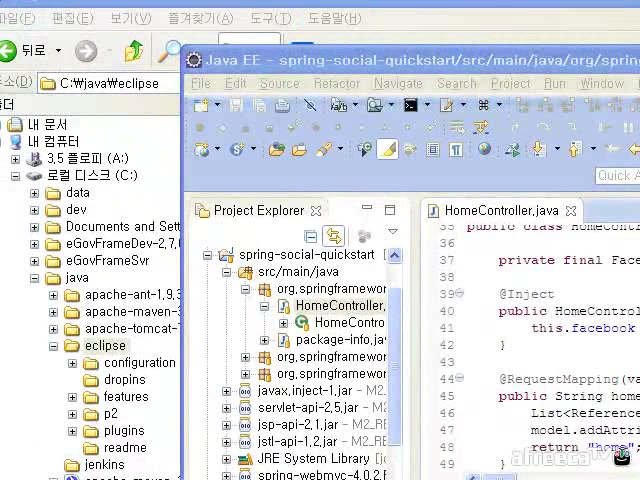 파일(F) 편집(E) 보기(V) 즐겨찾기(A) 도구(T) 도움말(H)
뒤로
주소(D) C:₩java₩eclipse
폴더
내 문서
내 컴퓨터
3,5 플로피 (A:)
로컬 디스크 (C:)
data
dev
Documents and Sett
eGovFrameDev-2,7,
eGovFrameSvr
java
apache-ant-1,9,3
apache-maven-3
apache-tomcat-7
eclipse
configuration
dropins
features
p2
plugins
readme
jenkins
Java EE - spring-social-quickstart/src/main/java/org/spring
File Edit Source Refactor Navigate Search Project Run Window
Quick A
Project Explorer
spring-social-quickstart [
src/main/java
org,springframewor
HomeController,
HomeContro
package-info,jav
org,springframewor
org,springframewor
javax,inject-1,jar - M2_
servlet-api-2,5,jar - M2
jsp-api-2,1,jar - M2_RE
jstl-api-1,2,jar - M2_RE
JRE System Library [
spring-webmvc-4,0,2,
HomeController,java
35 public class HomeContr
36
37 private final Face
38
39 @Inject
40 public HomeControl
41 this.facebook
42 }
43
44 @RequestMapping(va
45 public String home
46 List<Reference
47 model.addAttri
48 return "home";
49 }
afreecaTV